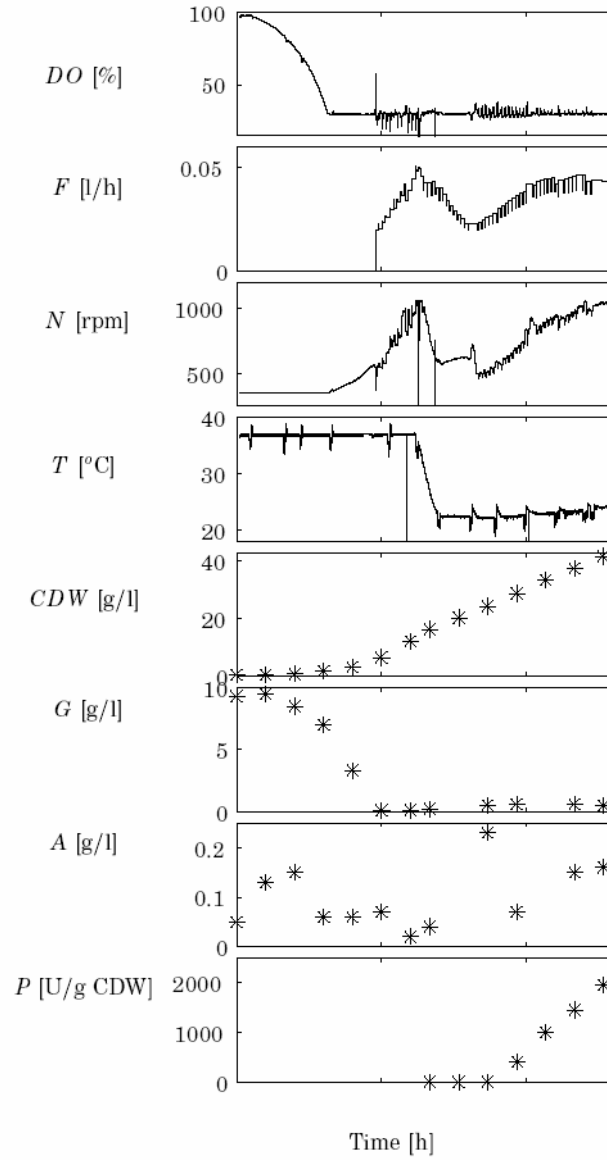 100
DO [%]
50
0.05
F [l/h]
0
1000
N [rpm]
500
40
T [°C]
30
20
40
CDW [g/l]
20
0
10
G [g/l]
5
0
A [g/l]
0.2
0.1
0
P [U/g CDW]
2000
1000
0
Time [h]